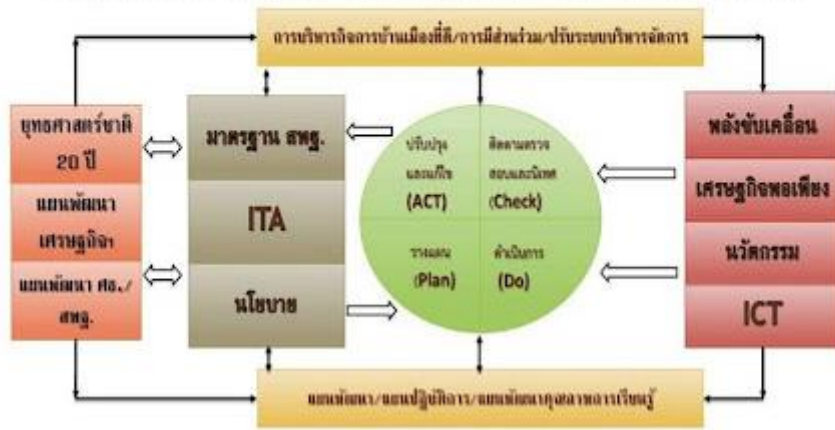 การบริหารกิจการบ้านเมืองที่ดี/การมีส่วนร่วม/ปรับระบบบริหารจัดการ
ยุทธศาสตร์ชาติ
20 ปี
แผนพัฒนา
เศรษฐกิจฯ
แผนพัฒนา ศธ./
สพฐ.
มาตรฐาน สพฐ.
ITA
นโยบาย
ปรับปรุง
และแก้ไข
(ACT)
ติดตามตรวจ
สอบและนิเทศ
(Check)
วางแผน
(Plan)
ดำเนินการ
(Do)
พลังขับเคลื่อน
เศรษฐกิจพอเพียง
นวัตกรรม
ICT
แผนพัฒนา/แผนปฏิบัติการ/แผนพัฒนาคุณภาพการเรียนรู้